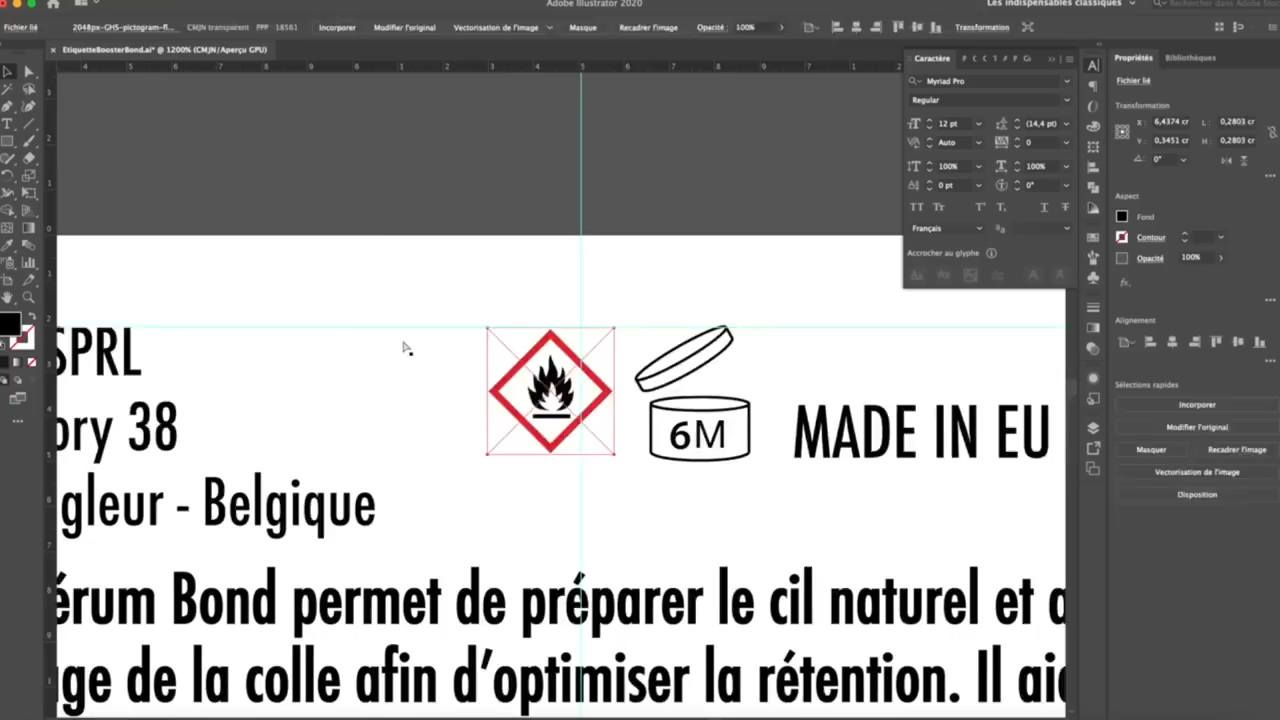 Adobe Illustrator 2020
Les indispensables classiques
Fichier lié
2048px-GHS-pictogram-fl...
CMJN transparent
PPP : 18561
Incorporer
Modifier l'original
Vectorisation de l'image
Masque
Recadrer l'image
Opacité :
100%
Transformation
EtiquetteBoosterBond.ai* @ 1200% (CMJN/Aperçu GPU)
Caractère
Myriad Pro
Regular
12 pt
(14,4 pt)
Auto
0
100%
100%
0 pt
0°
Français
Accrocher au glyphe
Propriétés
Bibliothèques
Fichier lié
Transformation
X :
6,4374 cr
L :
0,2803 cr
Y :
0,3451 cr
H :
0,2803 cr
0°
Aspect
Fond
Contour
Opacité
100%
fx.
Alignement
Sélections rapides
Incorporer
Modifier l'original
Masquer
Recadrer l'image
Vectorisation de l'image
Disposition
SPRL
ory 38
gleur - Belgique
6M
MADE IN EU
érum Bond permet de préparer le cil naturel et
age de la colle afin d'optimiser la rétention. Il